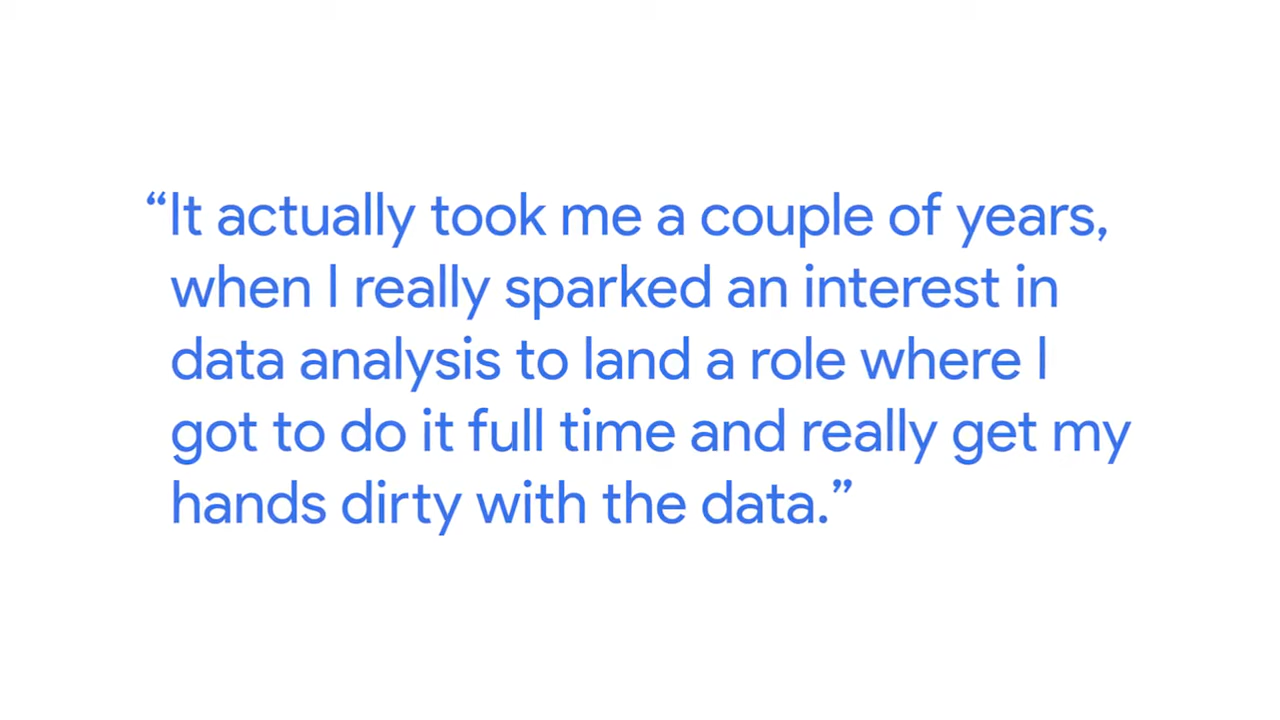 “It actually took me a couple of years,
when I really sparked an interest in
data analysis to land a role where I
got to do it full time and really get my
hands dirty with the data.”